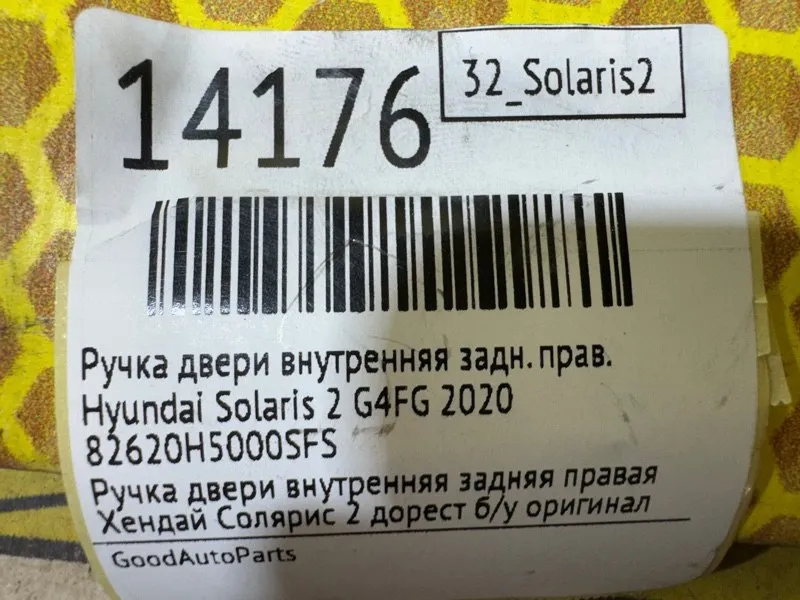 14176
32_Solaris2
Ручка двери внутренняя задн. прав.
Hyundai Solaris 2 G4FG 2020
82620H5000SFS
Ручка двери внутренняя задняя правая
Хендай Солярис 2 дорест б/у оригинал
GoodAutoParts